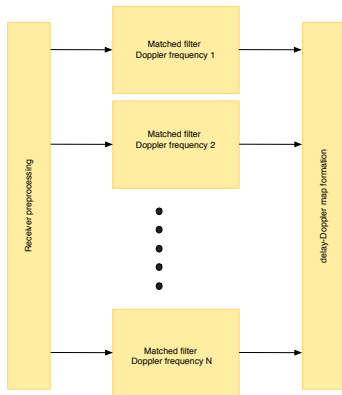 Receiver preprocessing
Matched filter
Doppler frequency 1
Matched filter
Doppler frequency 2
Matched filter
Doppler frequency N
delay-Doppler map formation